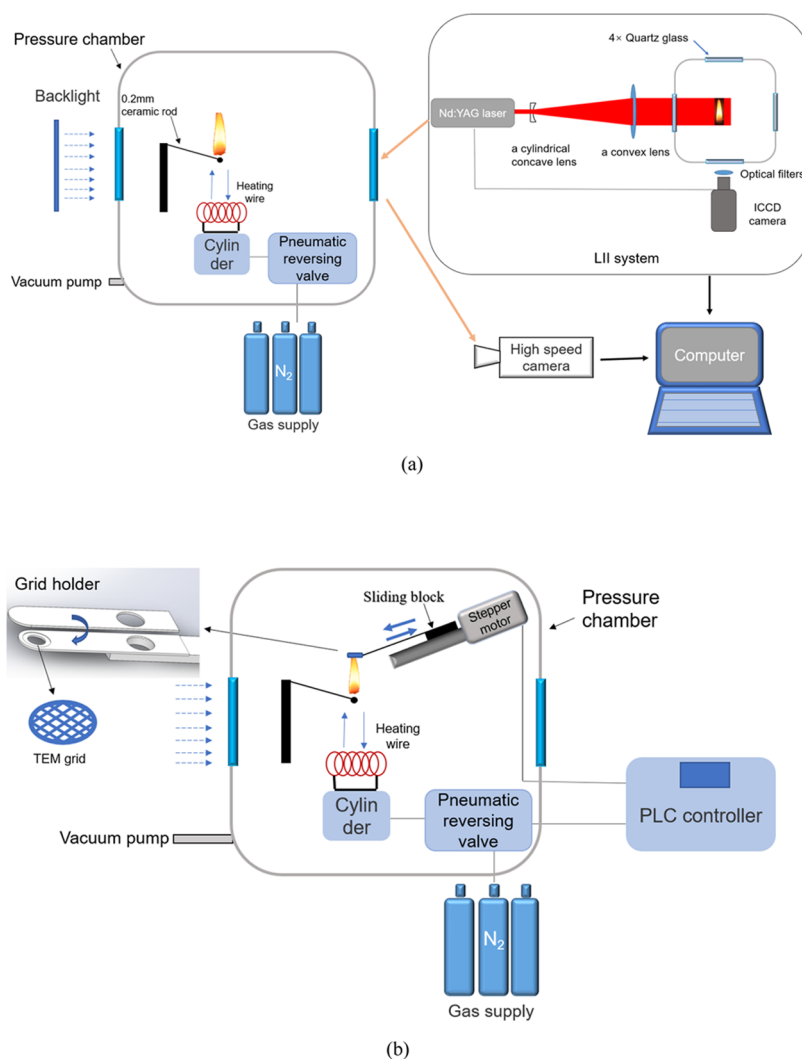 Pressure chamber
4× Quartz glass
Backlight
0.2mm
ceramic rod
Nd:YAG laser
a cylindrical
concave lens
a convex lens
Optical filters
Heating
wire
ICCD
camera
Cylin
der
Pneumatic
reversing
valve
LII system
Vacuum pump
High speed
camera
Computer
N2
Gas supply
(a)
Grid holder
Sliding block
Stepper
motor
Pressure
chamber
TEM grid
Heating
wire
Cylin
der
Pneumatic
reversing
valve
PLC controller
Vacuum pump
N2
Gas supply
(b)